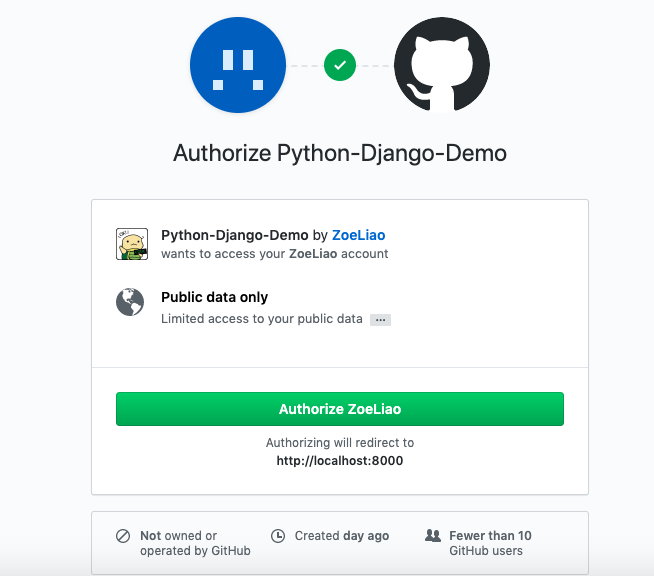 Authorize Python-Django-Demo
Python-Django-Demo by ZoeLiao
wants to access your ZoeLiao account
Public data only
Limited access to your public data ...
Authorize ZoeLiao
Authorizing will redirect to
http://localhost:8000
Not owned or
operated by GitHub
Created day ago
Fewer than 10
GitHub users